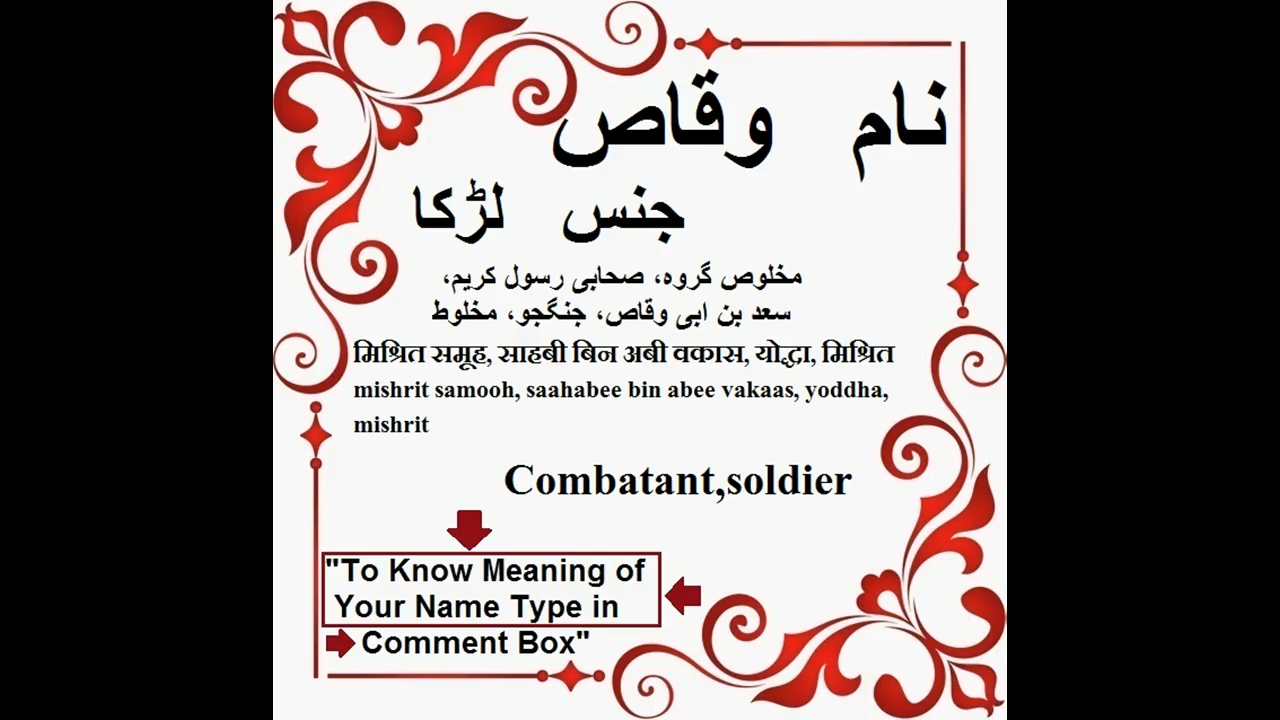 نام وقاص
جنس لڑکا
مخلوص گروہ، صحابی رسول کریم،
سعد بن ابی وقاص، جنگجو، مخلوط
मिश्रित समूह, साहबी बिन अबी वकास, योद्धा, मिश्रित
mishrit samooh, saahabee bin abee vakaas, yoddha,
mishrit
Combatant,soldier
"To Know Meaning of
Your Name Type in
Comment Box"